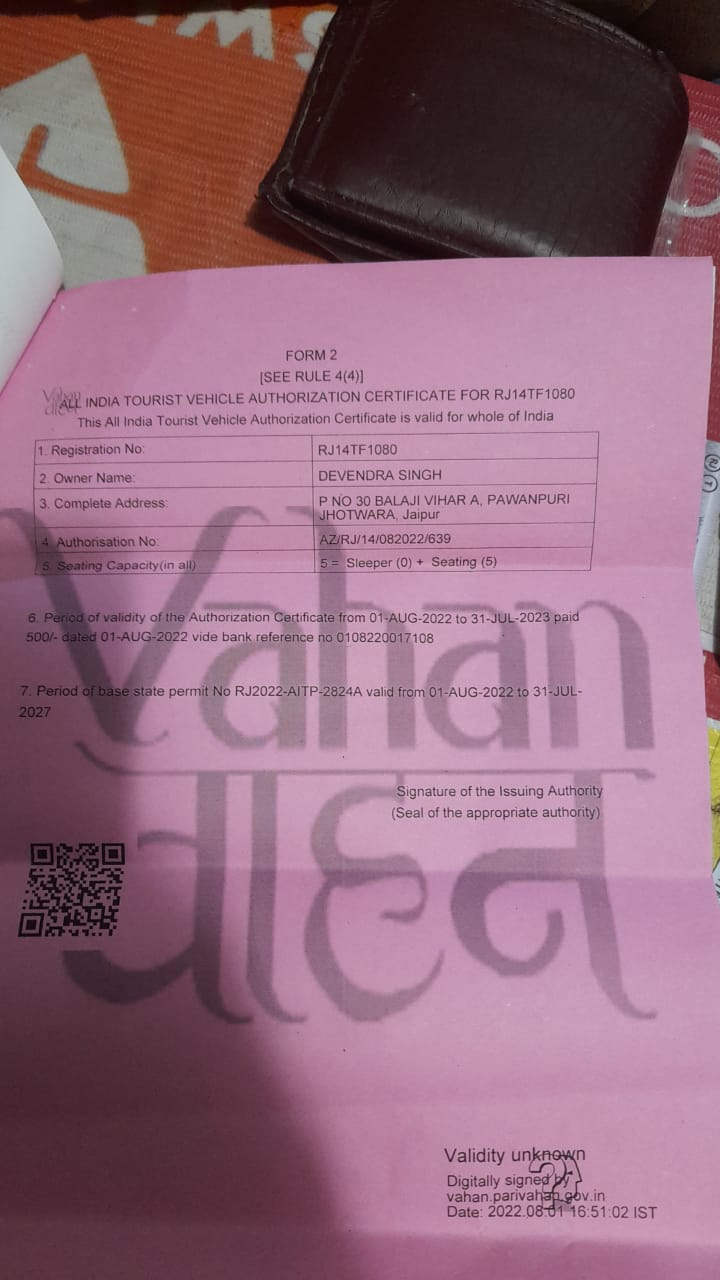 FORM 2
[SEE RULE 4(4)]
Vahan
ALL INDIA TOURIST VEHICLE AUTHORIZATION CERTIFICATE FOR RJ14TF1080
This All India Tourist Vehicle Authorization Certificate is valid for whole of India
1. Registration No: RJ14TF1080
2. Owner Name: DEVENDRA SINGH
3. Complete Address: P NO 30 BALAJI VIHAR A, PAWANPURI
JHOTWARA, Jaipur
4. Authorisation No: AZ/RJ/14/082022/639
5. Seating Capacity(in all) 5 = Sleeper (0) + Seating (5)
6. Period of validity of the Authorization Certificate from 01-AUG-2022 to 31-JUL-2023 paid
500/- dated 01-AUG-2022 vide bank reference no 0108220017108
7. Period of base state permit No RJ2022-AITP-2824A valid from 01-AUG-2022 to 31-JUL-
2027
Vahan
वाहन
Signature of the Issuing Authority
(Seal of the appropriate authority)
Validity unknown
Digitally signed by
vahan.parivahan.gov.in
Date: 2022.08.01 16:51:02 IST